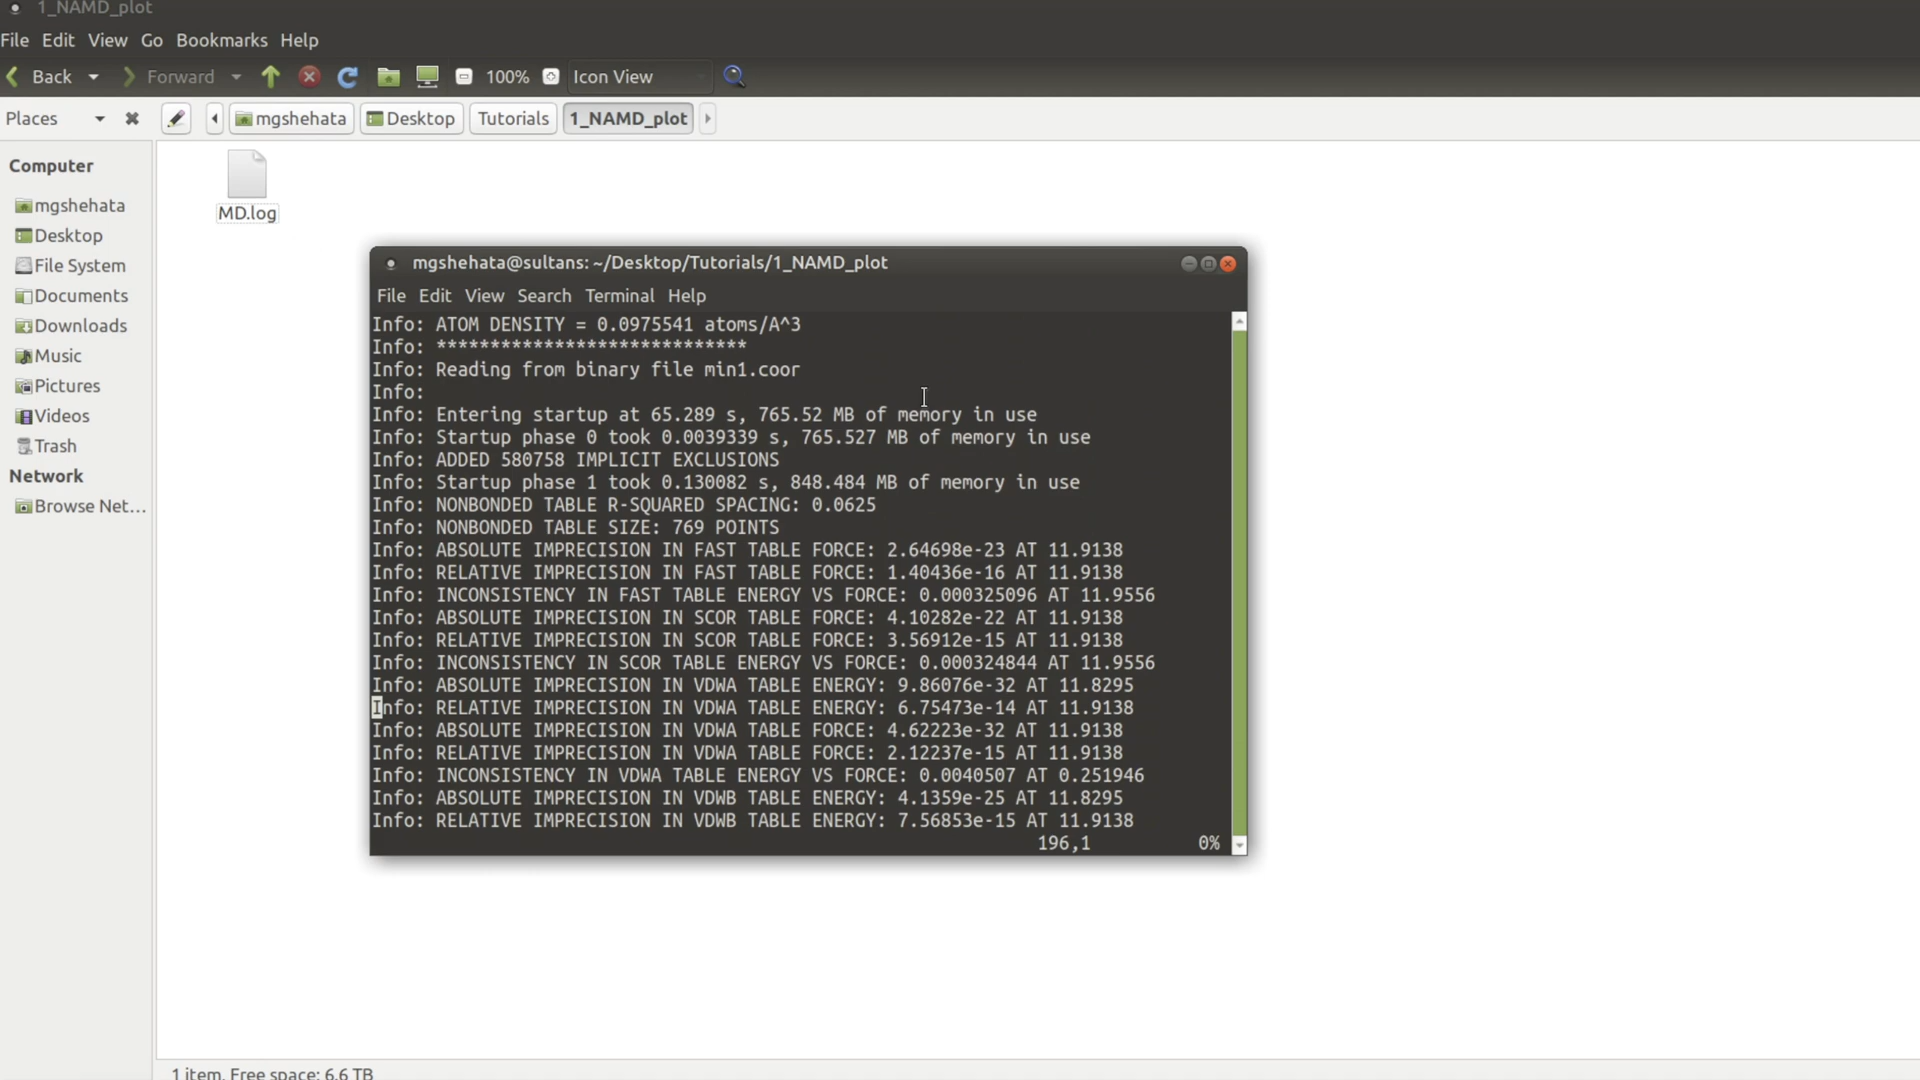 1_NAMD_plot
File Edit View Go Bookmarks Help
Back Forward 100% Icon View
Places mgshehata Desktop Tutorials 1_NAMD_plot
Computer
mgshehata
Desktop
File System
Documents
Downloads
Music
Pictures
Videos
Trash
Network
Browse Net...
MD.log
mgshehata@sultans: ~/Desktop/Tutorials/1_NAMD_plot
File Edit View Search Terminal Help
Info: ATOM DENSITY = 0.0975541 atoms/A^3
Info: *****************************
Info: Reading from binary file min1.coor
Info:
Info: Entering startup at 65.289 s, 765.52 MB of memory in use
Info: Startup phase 0 took 0.0039339 s, 765.527 MB of memory in use
Info: ADDED 580758 IMPLICIT EXCLUSIONS
Info: Startup phase 1 took 0.130082 s, 848.484 MB of memory in use
Info: NONBONDED TABLE R-SQUARED SPACING: 0.0625
Info: NONBONDED TABLE SIZE: 769 POINTS
Info: ABSOLUTE IMPRECISION IN FAST TABLE FORCE: 2.64698e-23 AT 11.9138
Info: RELATIVE IMPRECISION IN FAST TABLE FORCE: 1.40436e-16 AT 11.9138
Info: INCONSISTENCY IN FAST TABLE ENERGY VS FORCE: 0.000325096 AT 11.9556
Info: ABSOLUTE IMPRECISION IN SCOR TABLE FORCE: 4.10282e-22 AT 11.9138
Info: RELATIVE IMPRECISION IN SCOR TABLE FORCE: 3.56912e-15 AT 11.9138
Info: INCONSISTENCY IN SCOR TABLE ENERGY VS FORCE: 0.000324844 AT 11.9556
Info: ABSOLUTE IMPRECISION IN VDWA TABLE ENERGY: 9.86076e-32 AT 11.8295
Info: RELATIVE IMPRECISION IN VDWA TABLE ENERGY: 6.75473e-14 AT 11.9138
Info: ABSOLUTE IMPRECISION IN VDWA TABLE FORCE: 4.62223e-32 AT 11.9138
Info: RELATIVE IMPRECISION IN VDWA TABLE FORCE: 2.12237e-15 AT 11.9138
Info: INCONSISTENCY IN VDWA TABLE ENERGY VS FORCE: 0.0040507 AT 0.251946
Info: ABSOLUTE IMPRECISION IN VDWB TABLE ENERGY: 4.1359e-25 AT 11.8295
Info: RELATIVE IMPRECISION IN VDWB TABLE ENERGY: 7.56853e-15 AT 11.9138
196,1 0%
1 item, Free space: 6.6 TB